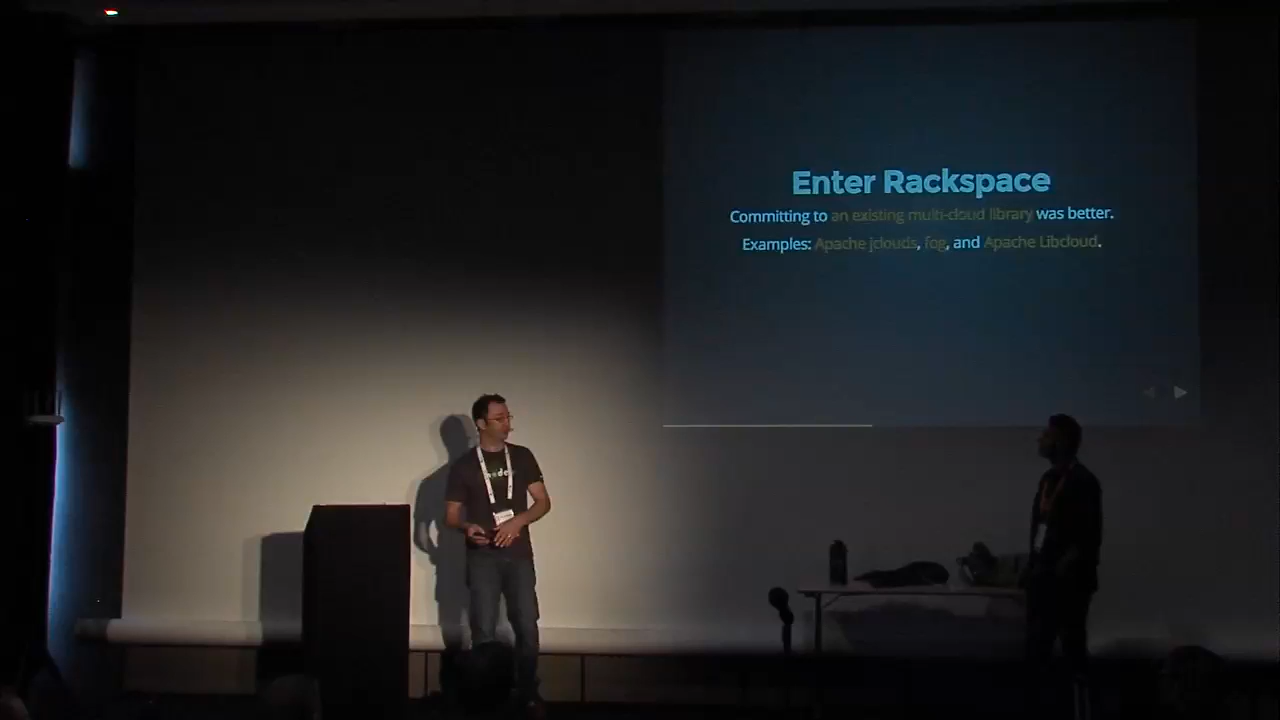 Enter Rackspace
Committing to an existing multi-cloud library was better.
Examples: Apache jclouds, fog, and Apache Libcloud.